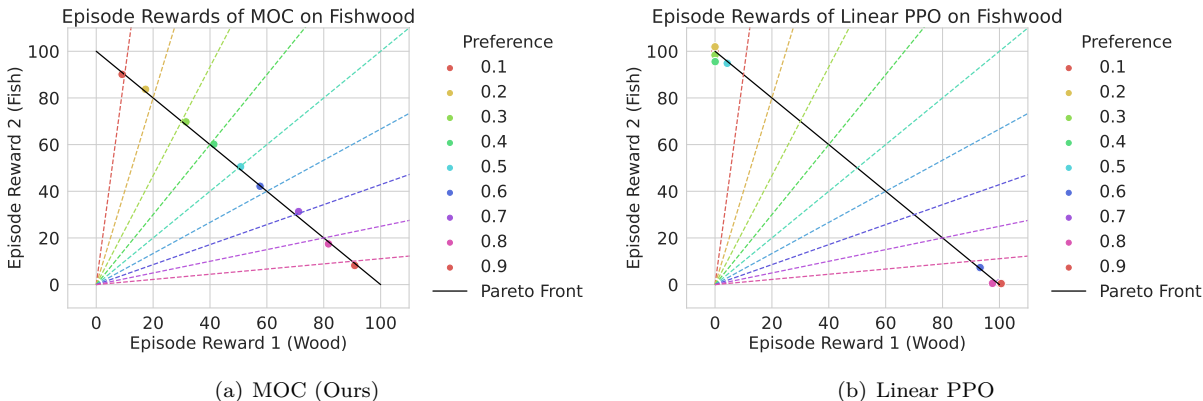 Episode Rewards of MOC on Fishwood
Episode Reward 2 (Fish)
100
80
60
40
20
0
0 20 40 60 80 100
Episode Reward 1 (Wood)
Preference
0.1
0.2
0.3
0.4
0.5
0.6
0.7
0.8
0.9
Pareto Front
(a) MOC (Ours)
Episode Rewards of Linear PPO on Fishwood
Episode Reward 2 (Fish)
100
80
60
40
20
0
0 20 40 60 80 100
Episode Reward 1 (Wood)
Preference
0.1
0.2
0.3
0.4
0.5
0.6
0.7
0.8
0.9
Pareto Front
(b) Linear PPO